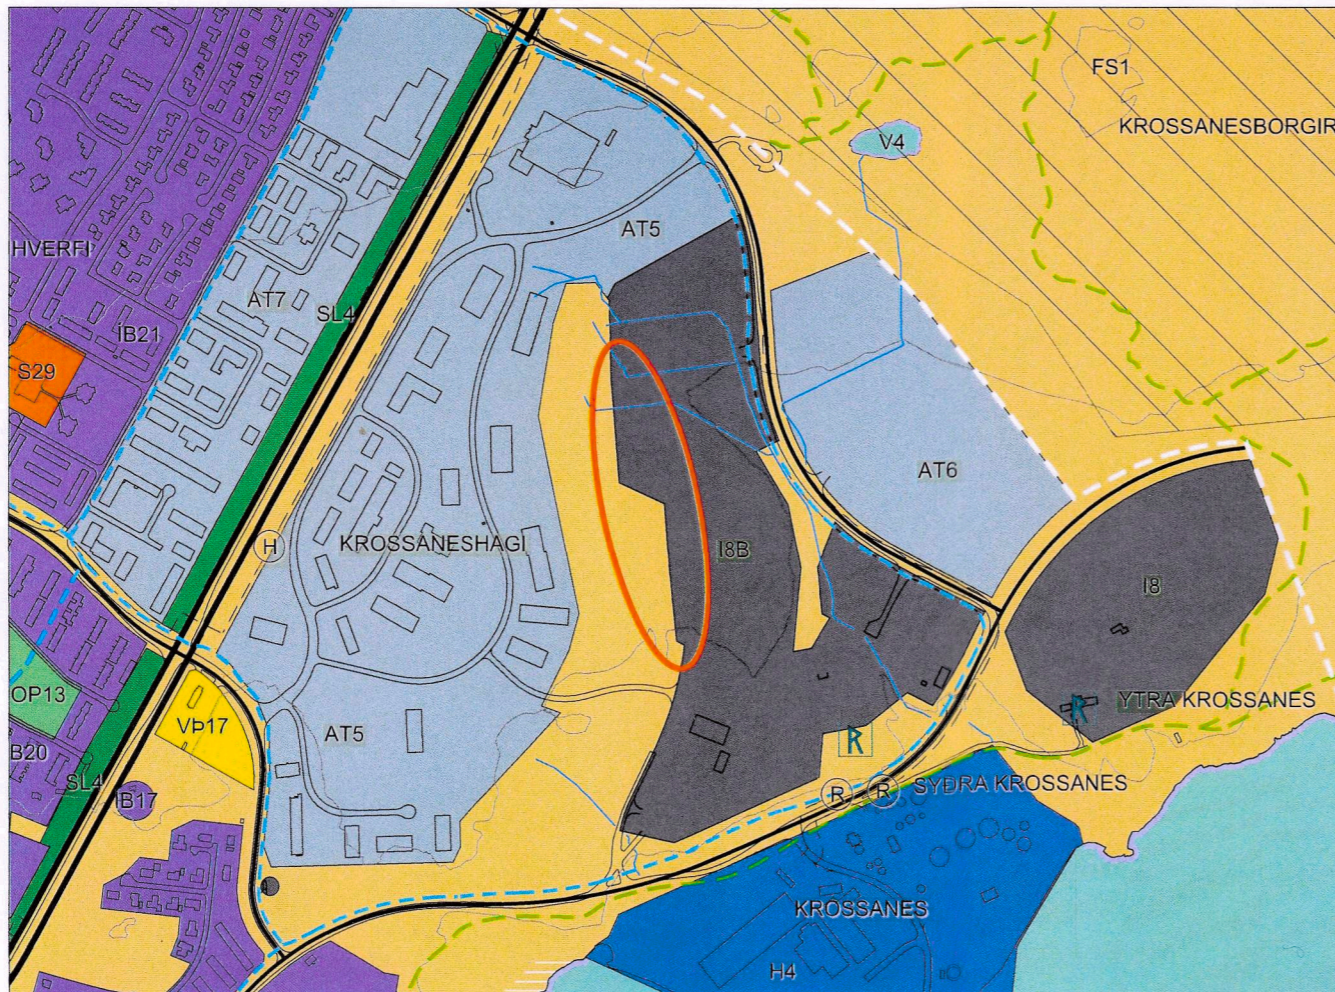 FS1
KROSSANESBORGIR
V4
AT5
HVERFI
AT7
SL4
ÍB21
S29
AT6
H
KROSSANESHAGI
I8B
I8
OP13
VÞ17
AT5
R
YTRA KROSSANES
B20
SL4
ÍB17
R
R
R
SYÐRA KROSSANES
KROSSANES
H4